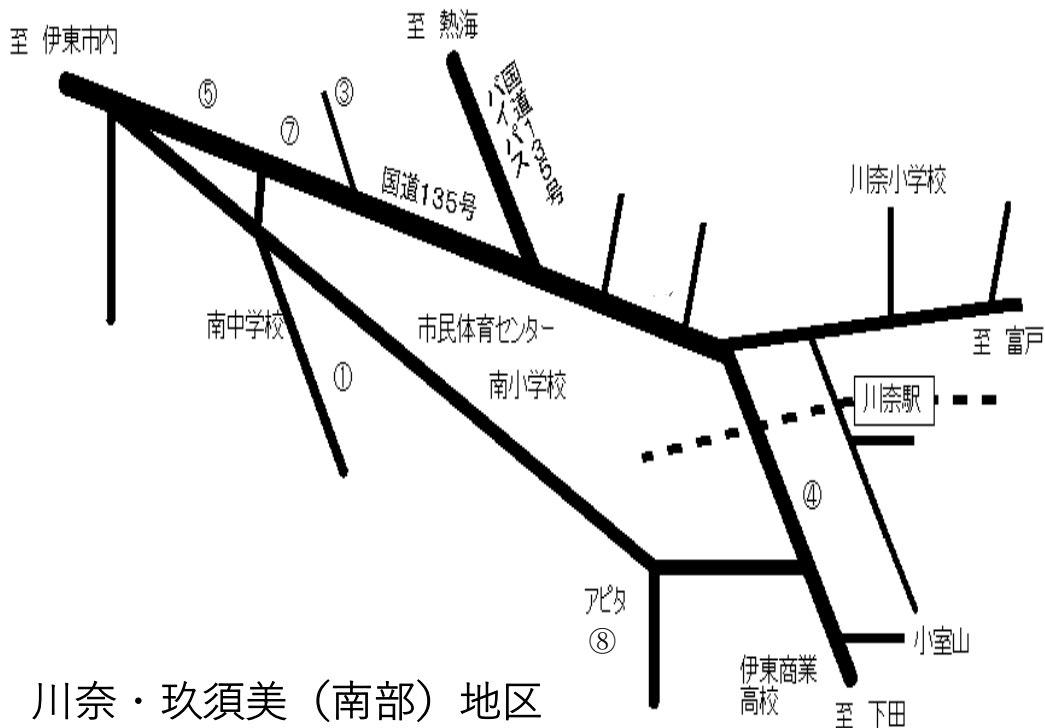 至 熱海
至 伊東市内
⑤
③
⑦
国道135号
バイパス
国道135号
川奈小学校
南中学校
市民体育センター
至 富戸
①
南小学校
川奈駅
④
アピタ
⑧
小室山
伊東商業
高校
至 下田
川奈・玖須美（南部）地区